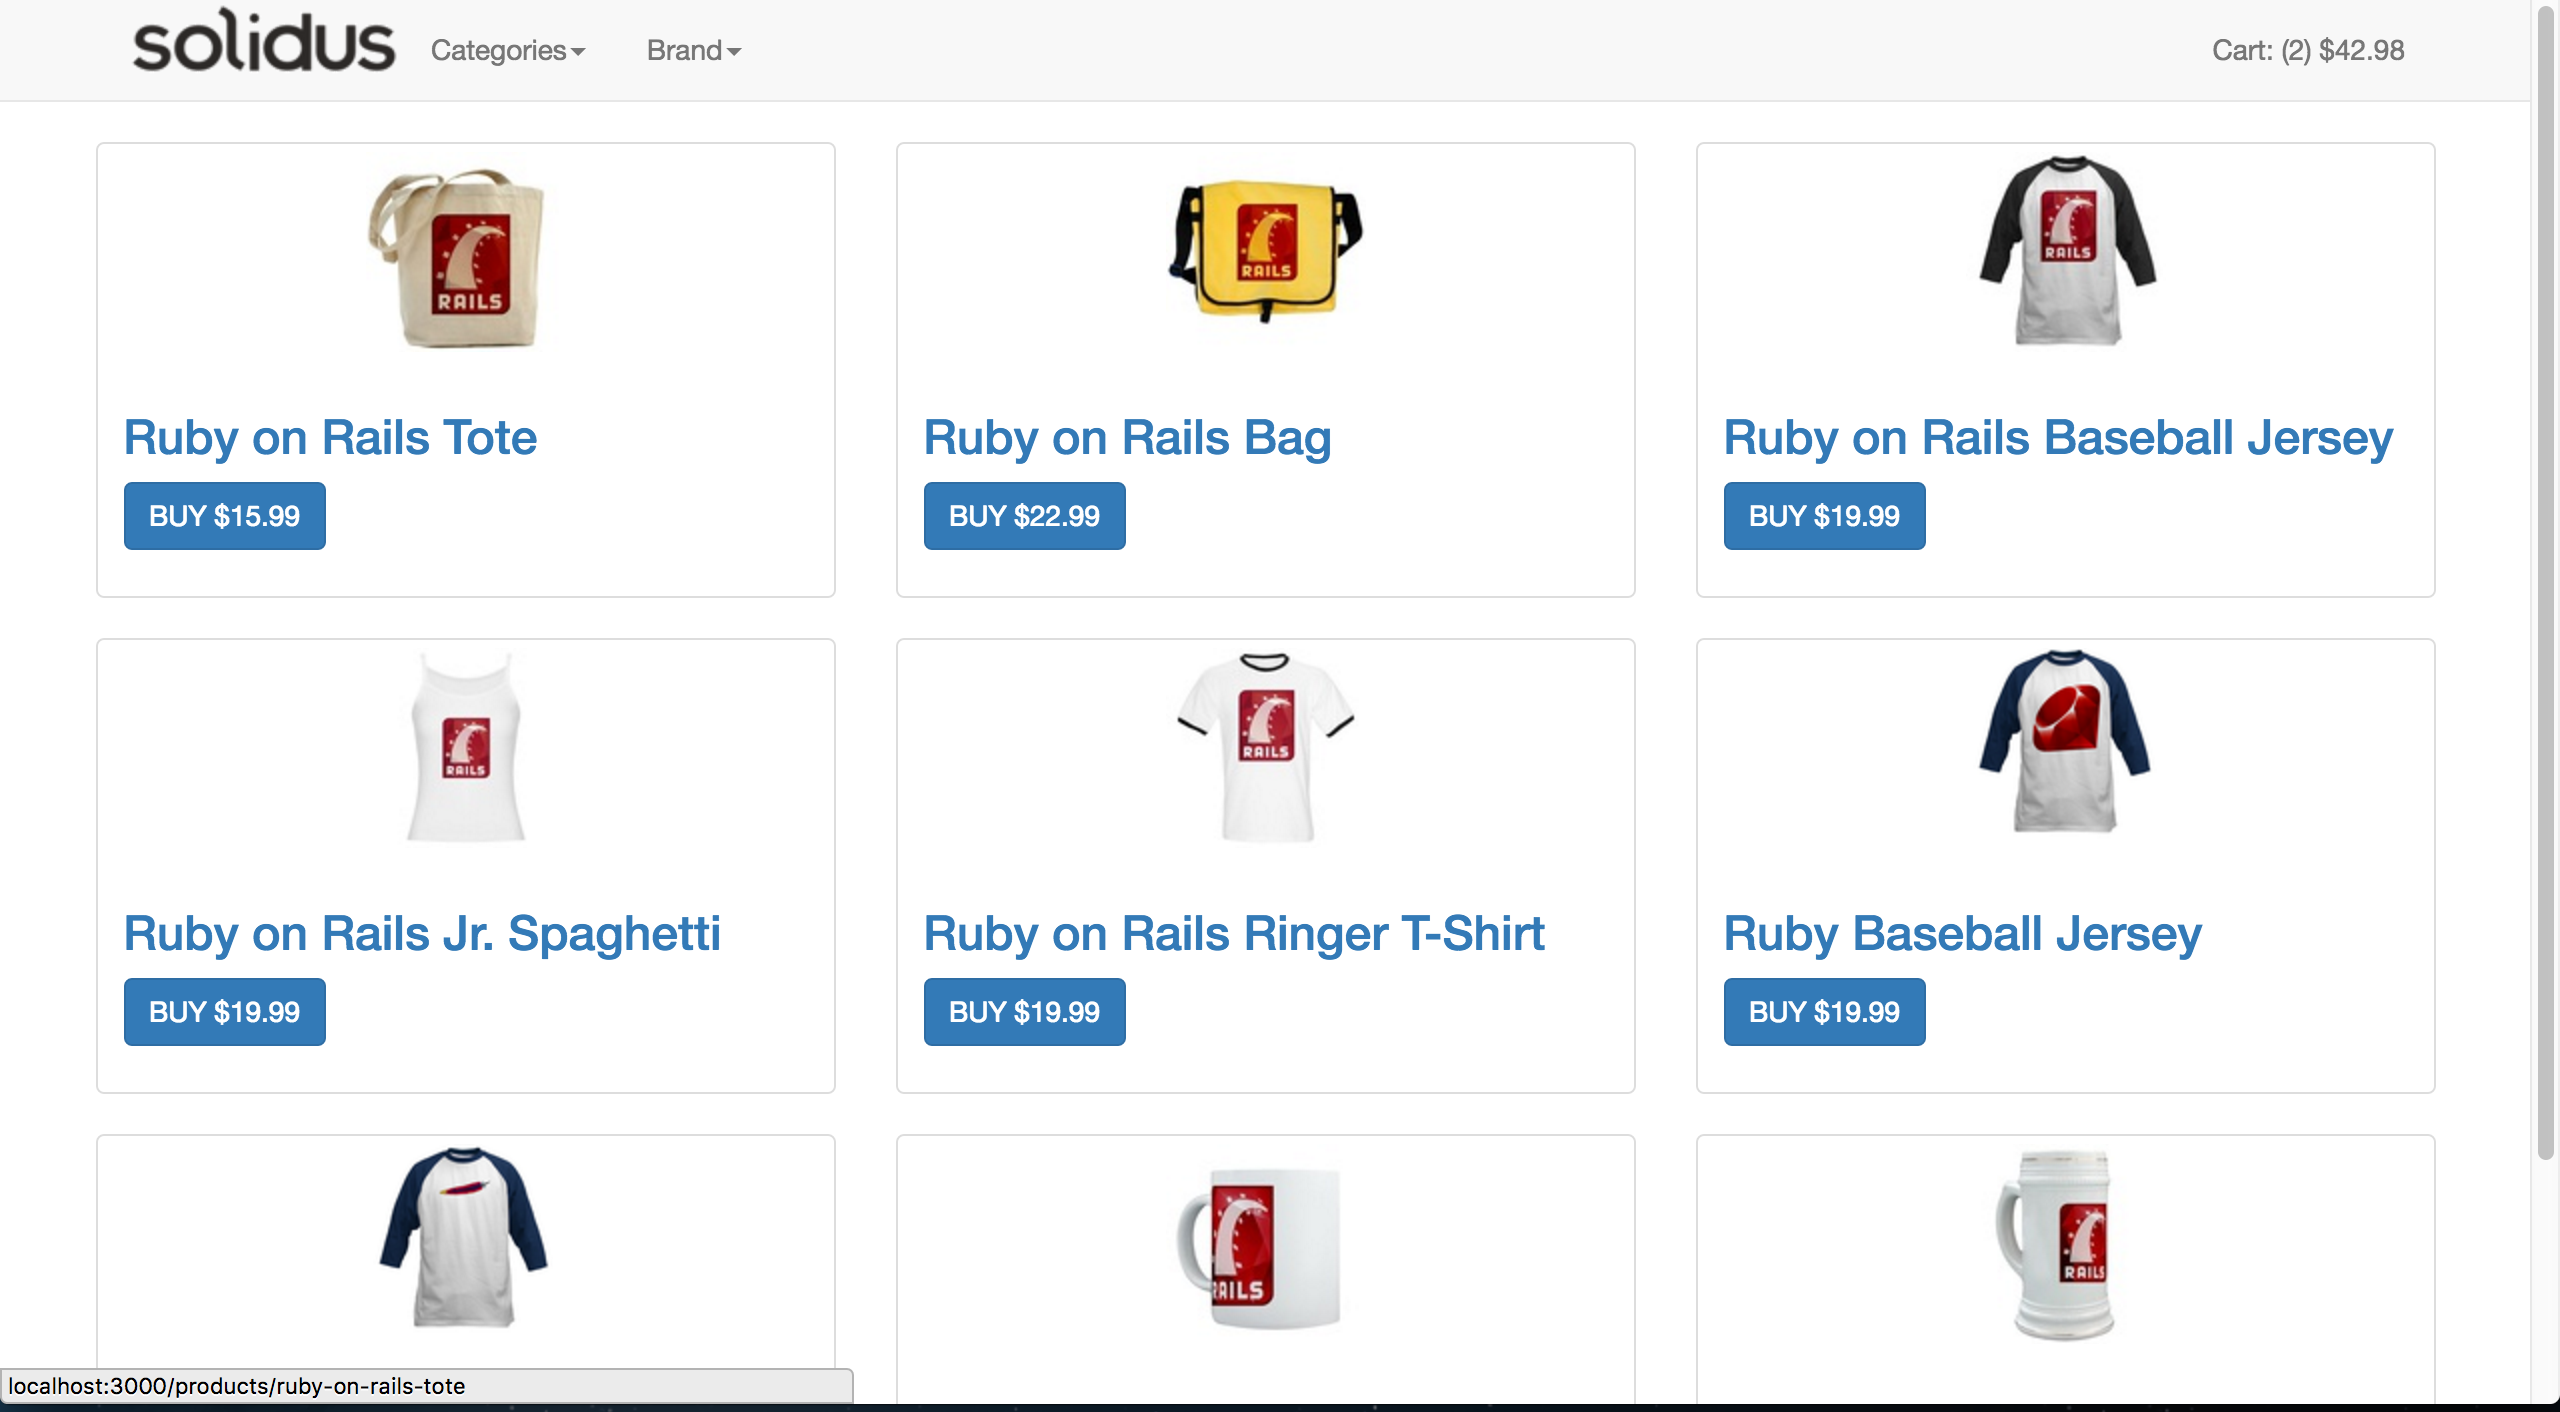 solidus Categories Brand Cart: (2) $42.98
RAILS
RAILS
RAILS
Ruby on Rails Tote
Ruby on Rails Bag
Ruby on Rails Baseball Jersey
BUY $15.99
BUY $22.99
BUY $19.99
RAILS
RAILS
Ruby on Rails Jr. Spaghetti
Ruby on Rails Ringer T-Shirt
Ruby Baseball Jersey
BUY $19.99
BUY $19.99
BUY $19.99
RAILS
RAILS
localhost:3000/products/ruby-on-rails-tote